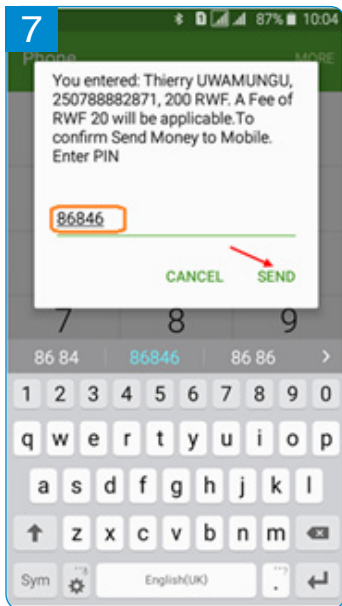 7
87% 10:04
Phone MORE
You entered: Thierry UWAMUNGU,
250788882871, 200 RWF. A Fee of
RWF 20 will be applicable.To
confirm Send Money to Mobile.
Enter PIN
86846
CANCEL SEND
7 8 9
86 84 86846 86 86 >
1 2 3 4 5 6 7 8 9 0
q w e r t y u i o p
a s d f g h j k l
z x c v b n m
Sym English(UK) .